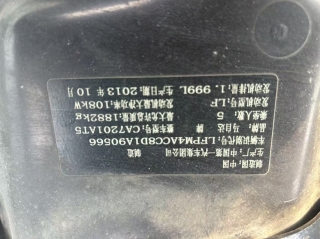 制造国:中国
生产厂:中国第一汽车集团公司 制造
车辆识别代号:LFPM4ACC8D1A90566
品牌:马自达 牌 整车型号:CA7201AT5
乘坐人数:5 最大允许总质量:1882kg
发动机型号:LF 发动机最大净功率:108kW
发动机排量:1.999L 生产日期:2013年10月